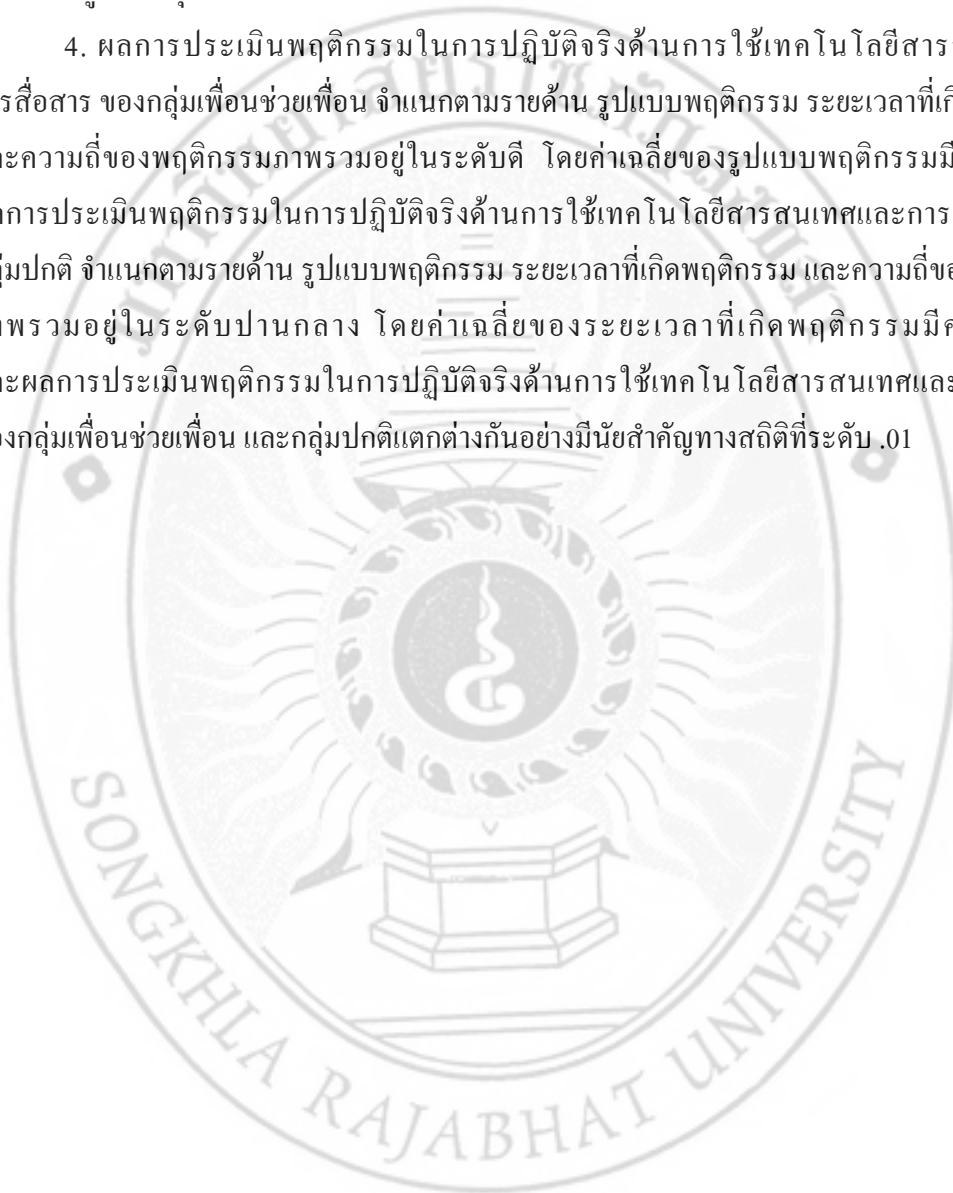 4. ผลการประเมินพฤติกรรมในการปฏิบัติจริงด้านการใช้เทคโนโลยีสารส
รสื่อสาร ของกลุ่มเพื่อนช่วยเพื่อน จำแนกตามรายด้าน รูปแบบพฤติกรรม ระยะเวลาที่เกิ
ละความถี่ของพฤติกรรมภาพรวมอยู่ในระดับดี โดยค่าเฉลี่ยของรูปแบบพฤติกรรมมี
ลการประเมินพฤติกรรมในการปฏิบัติจริงด้านการใช้เทคโนโลยีสารสนเทศและการ
ลุ่มปกติ จำแนกตามรายด้าน รูปแบบพฤติกรรม ระยะเวลาที่เกิดพฤติกรรม และความถี่ขอ
าพรวมอยู่ในระดับปานกลาง โดยค่าเฉลี่ยของระยะเวลาที่เกิดพฤติกรรมมีค
ละผลการประเมินพฤติกรรมในการปฏิบัติจริงด้านการใช้เทคโนโลยีสารสนเทศและ
องกลุ่มเพื่อนช่วยเพื่อน และกลุ่มปกติแตกต่างกันอย่างมีนัยสำคัญทางสถิติที่ระดับ .01
มหาวิทยาลัยราชภัฏสงขลา
SONGKHLA RAJABHAT UNIVERSITY